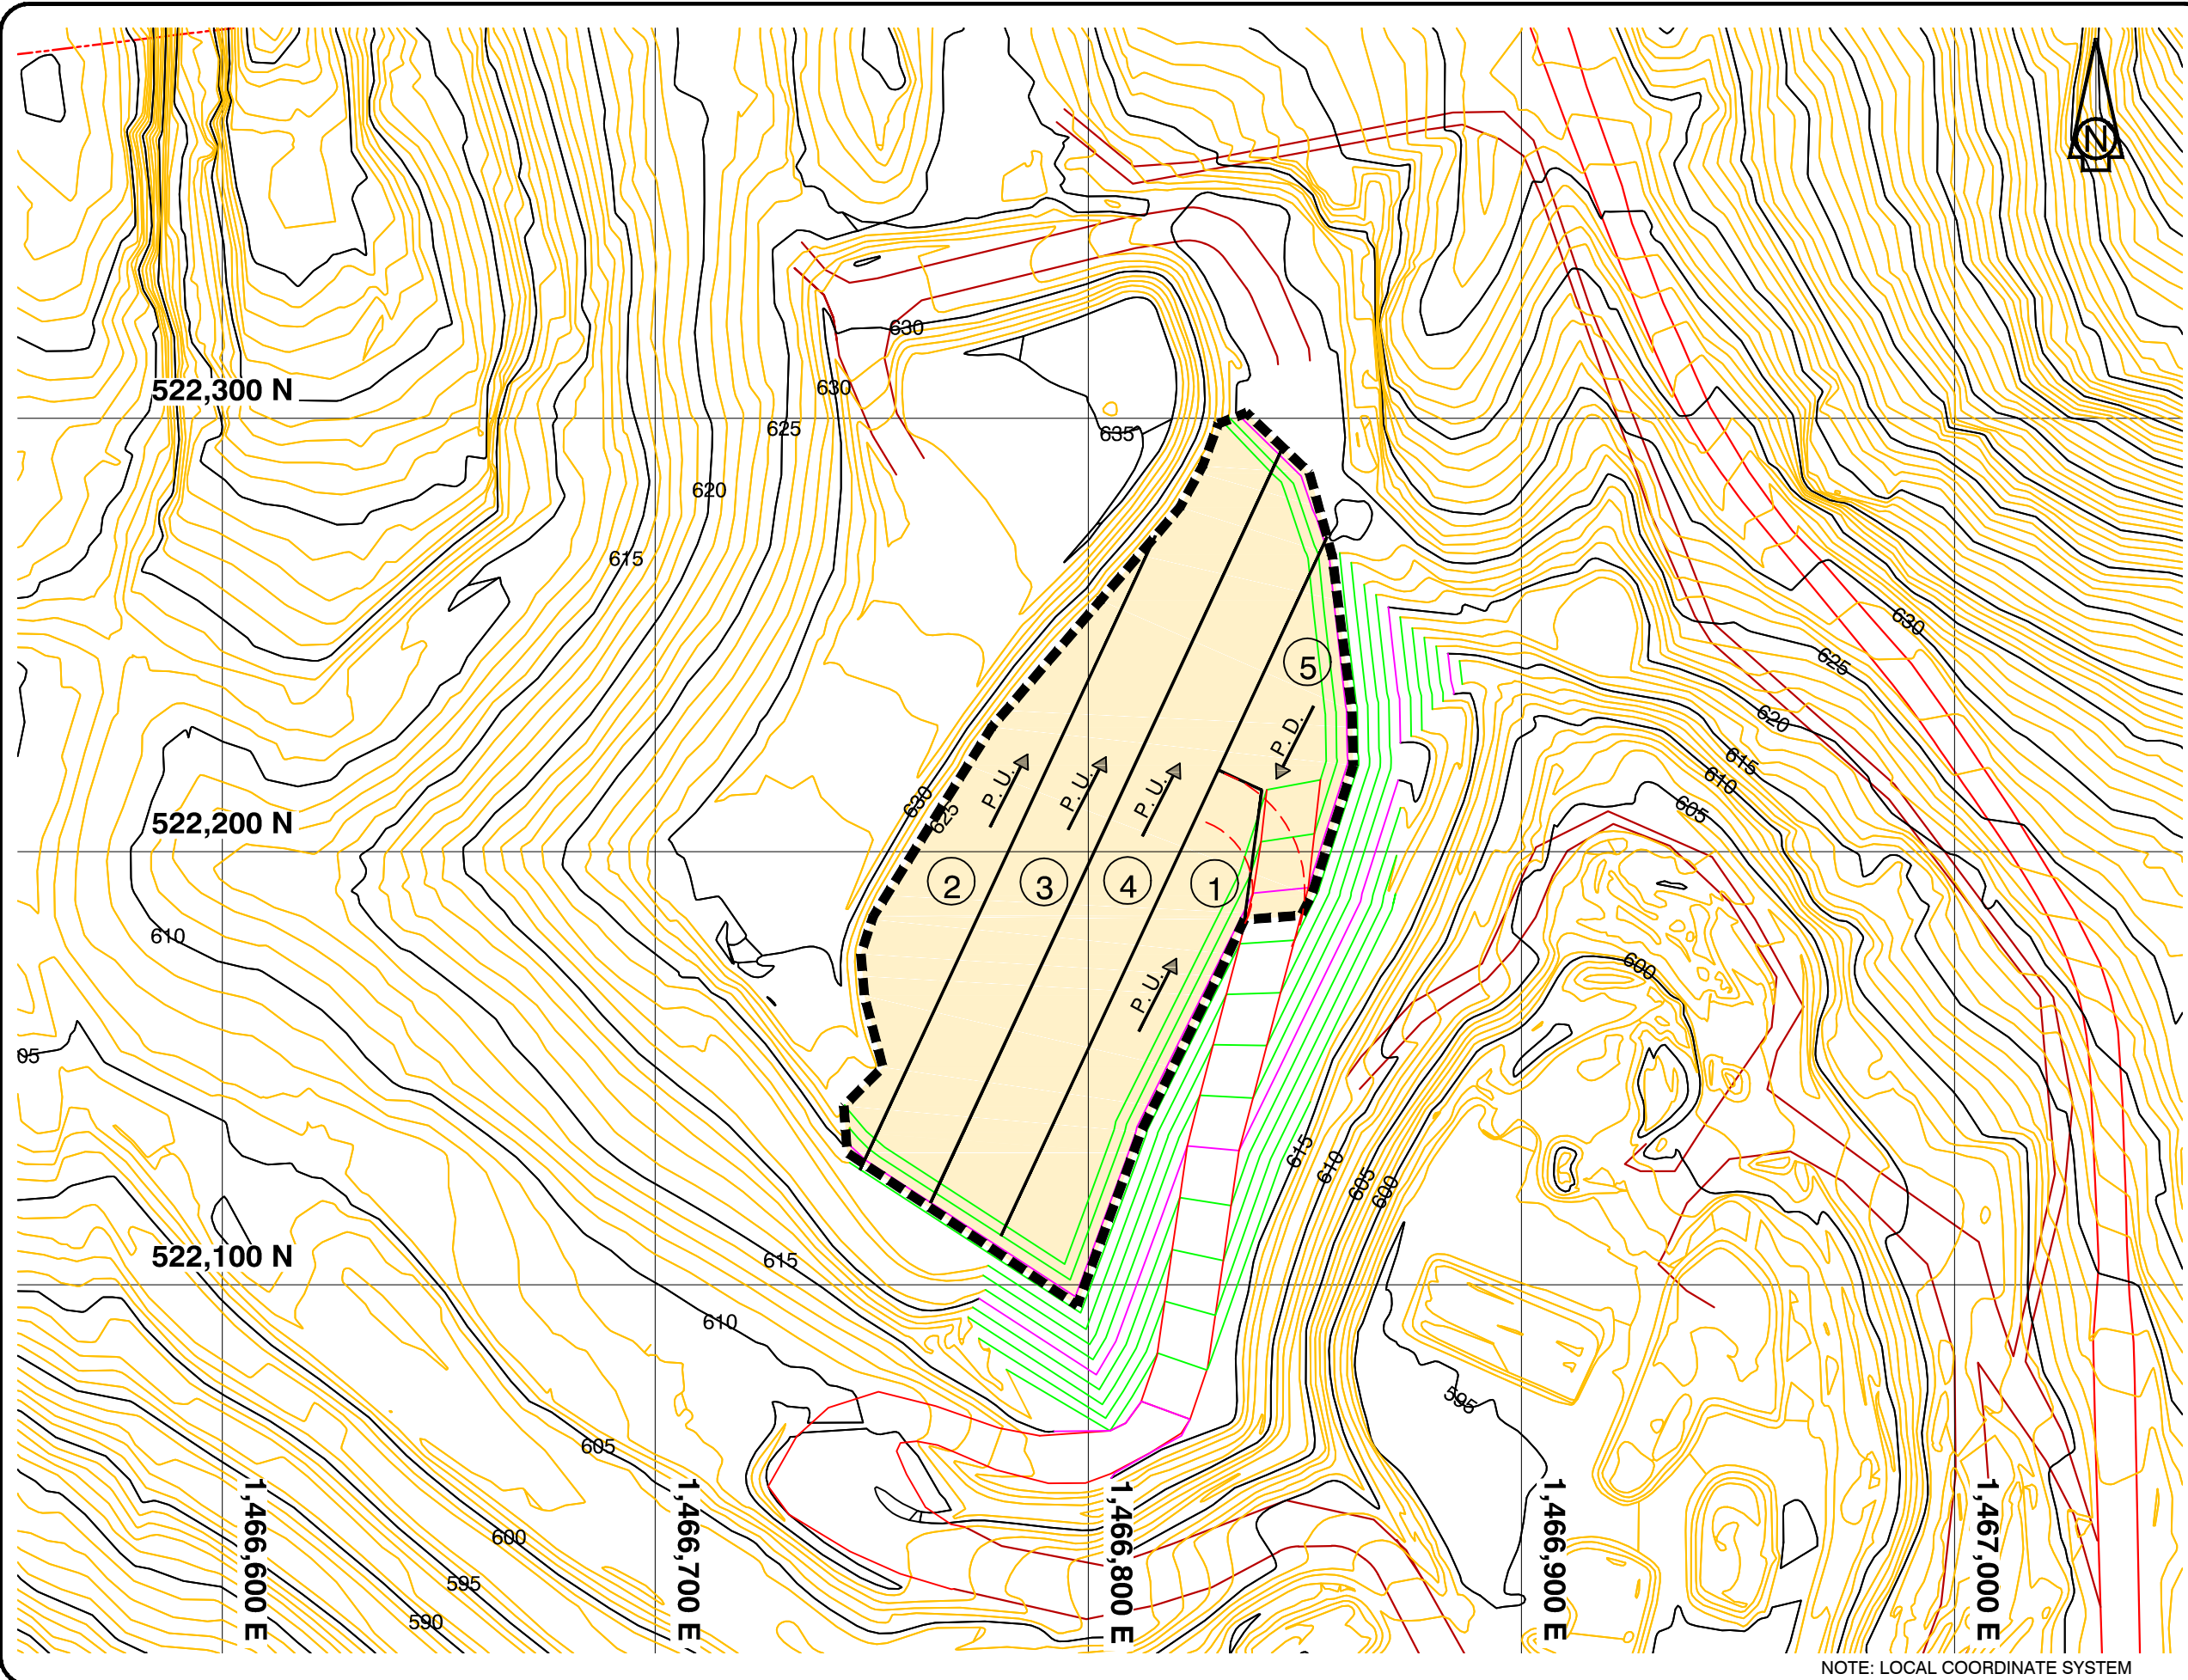 N
630
522,300 N
630
625
635
620
615
630
625
5
620
P. D.
615
610
P. U.
P. U.
P. U.
630
625
605
522,200 N
2
3
4
1
610
600
P. U.
05
615
610
605
600
522,100 N
615
610
595
605
600
595
590
1,466,600 E
1,466,700 E
1,466,800 E
1,466,900 E
1,467,000 E
NOTE: LOCAL COORDINATE SYSTEM